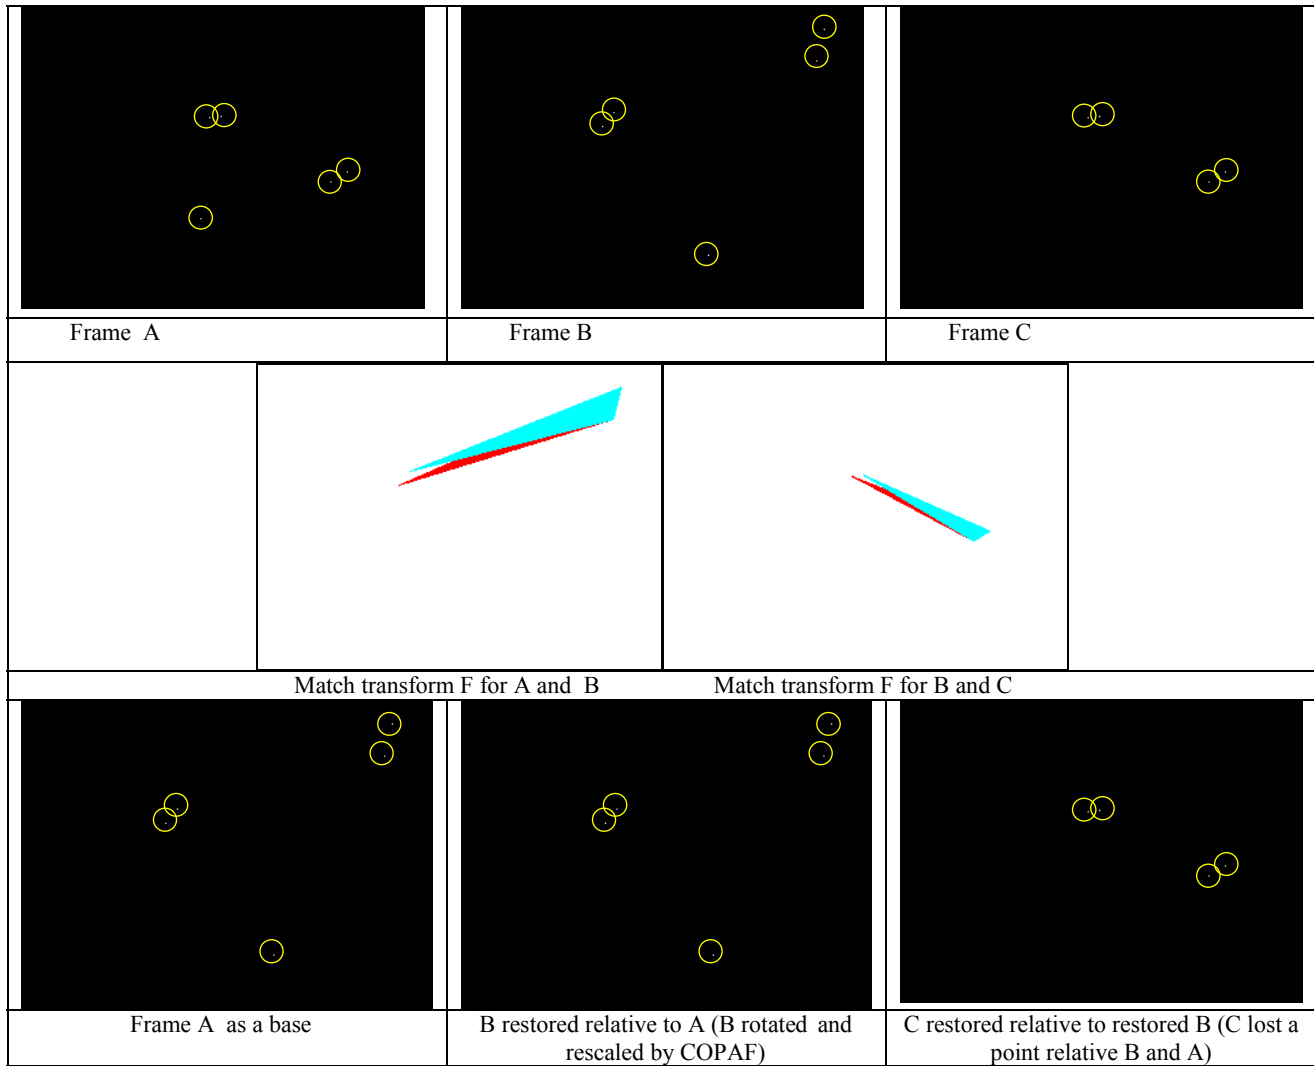 Frame A
Frame B
Frame C
Match transform F for A and B
Match transform F for B and C
Frame A as a base
B restored relative to A (B rotated and
rescaled by COPAF)
C restored relative to restored B (C lost a
point relative B and A)